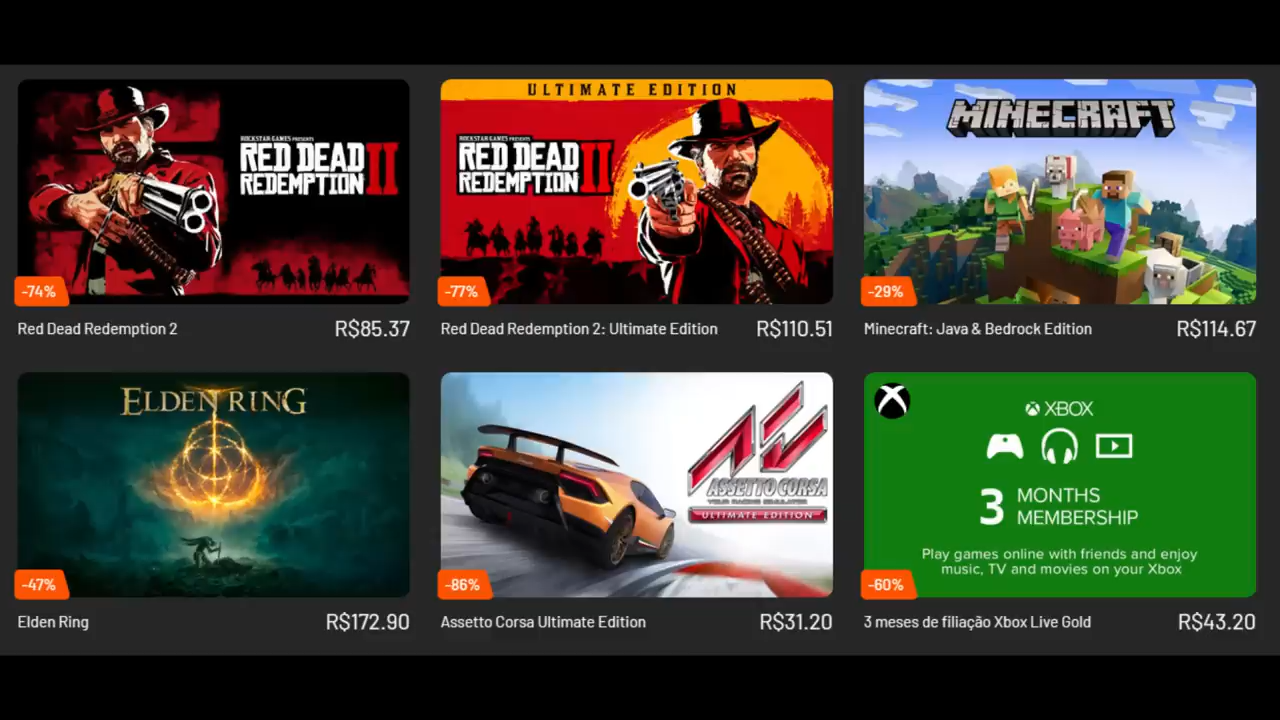 ROCKSTAR GAMES PRESENTS
RED DEAD
REDEMPTION II
-74%
Red Dead Redemption 2
R$85.37
ULTIMATE EDITION
ROCKSTAR GAMES PRESENTS
RED DEAD
REDEMPTION II
-77%
Red Dead Redemption 2: Ultimate Edition
R$110.51
MINECRAFT
-29%
Minecraft: Java & Bedrock Edition
R$114.67
ELDEN RING
-47%
Elden Ring
R$172.90
ASSETTO CORSA
YOUR RACING SIMULATOR
ULTIMATE EDITION
-86%
Assetto Corsa Ultimate Edition
R$31.20
XBOX
3 MONTHS
MEMBERSHIP
Play games online with friends and enjoy
music, TV and movies on your Xbox
-60%
3 meses de filiação Xbox Live Gold
R$43.20